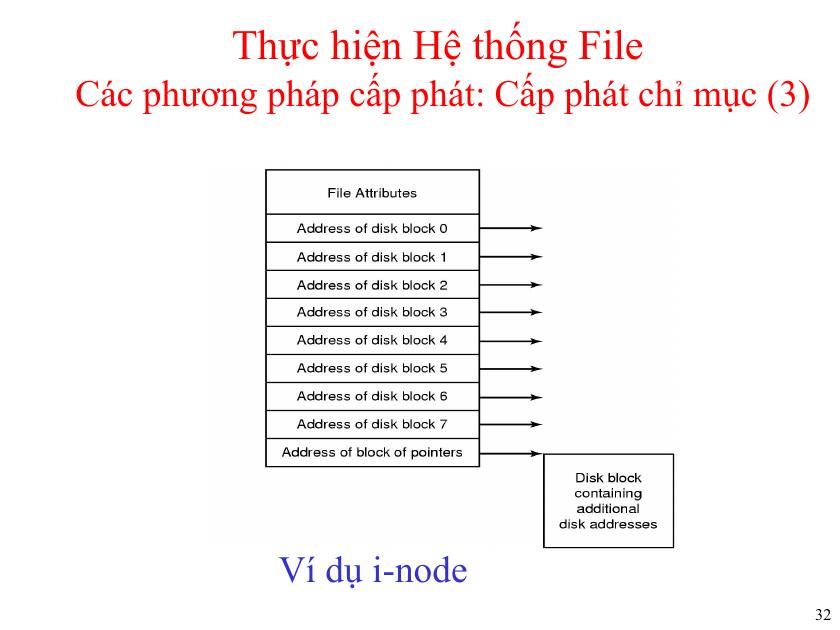 Thực hiện Hệ thống File
Các phương pháp cấp phát: Cấp phát chỉ mục (3)
File Attributes
Address of disk block 0
Address of disk block 1
Address of disk block 2
Address of disk block 3
Address of disk block 4
Address of disk block 5
Address of disk block 6
Address of disk block 7
Address of block of pointers
Disk block
containing
additional
disk addresses
Ví dụ i-node
32